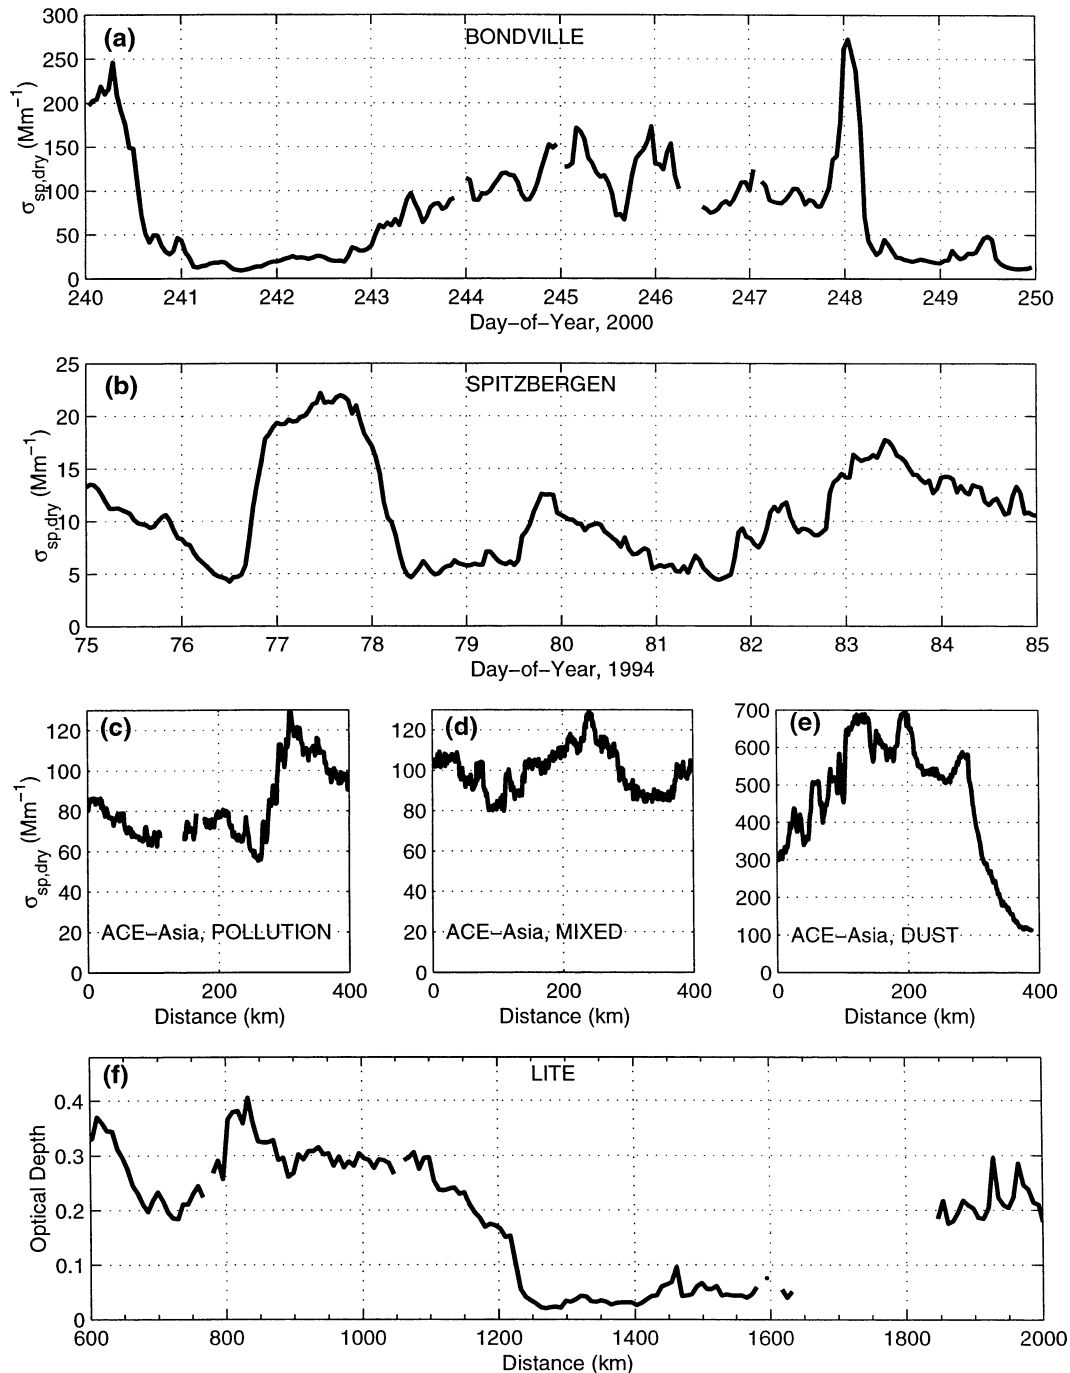 (a) BONDVILLE
σsp,dry (Mm−1)
300
250
200
150
100
50
0
240 241 242 243 244 245 246 247 248 249 250
Day−of−Year, 2000
(b) SPITZBERGEN
σsp,dry (Mm−1)
25
20
15
10
5
0
75 76 77 78 79 80 81 82 83 84 85
Day−of−Year, 1994
(c)
σsp,dry (Mm−1)
120
100
80
60
40
20
0
ACE−Asia, POLLUTION
0 200 400
Distance (km)
(d)
120
100
80
60
40
20
0
ACE−Asia, MIXED
0 200 400
Distance (km)
(e)
700
600
500
400
300
200
100
0
ACE−Asia, DUST
0 200 400
Distance (km)
(f) LITE
Optical Depth
0.4
0.3
0.2
0.1
0
600 800 1000 1200 1400 1600 1800 2000
Distance (km)